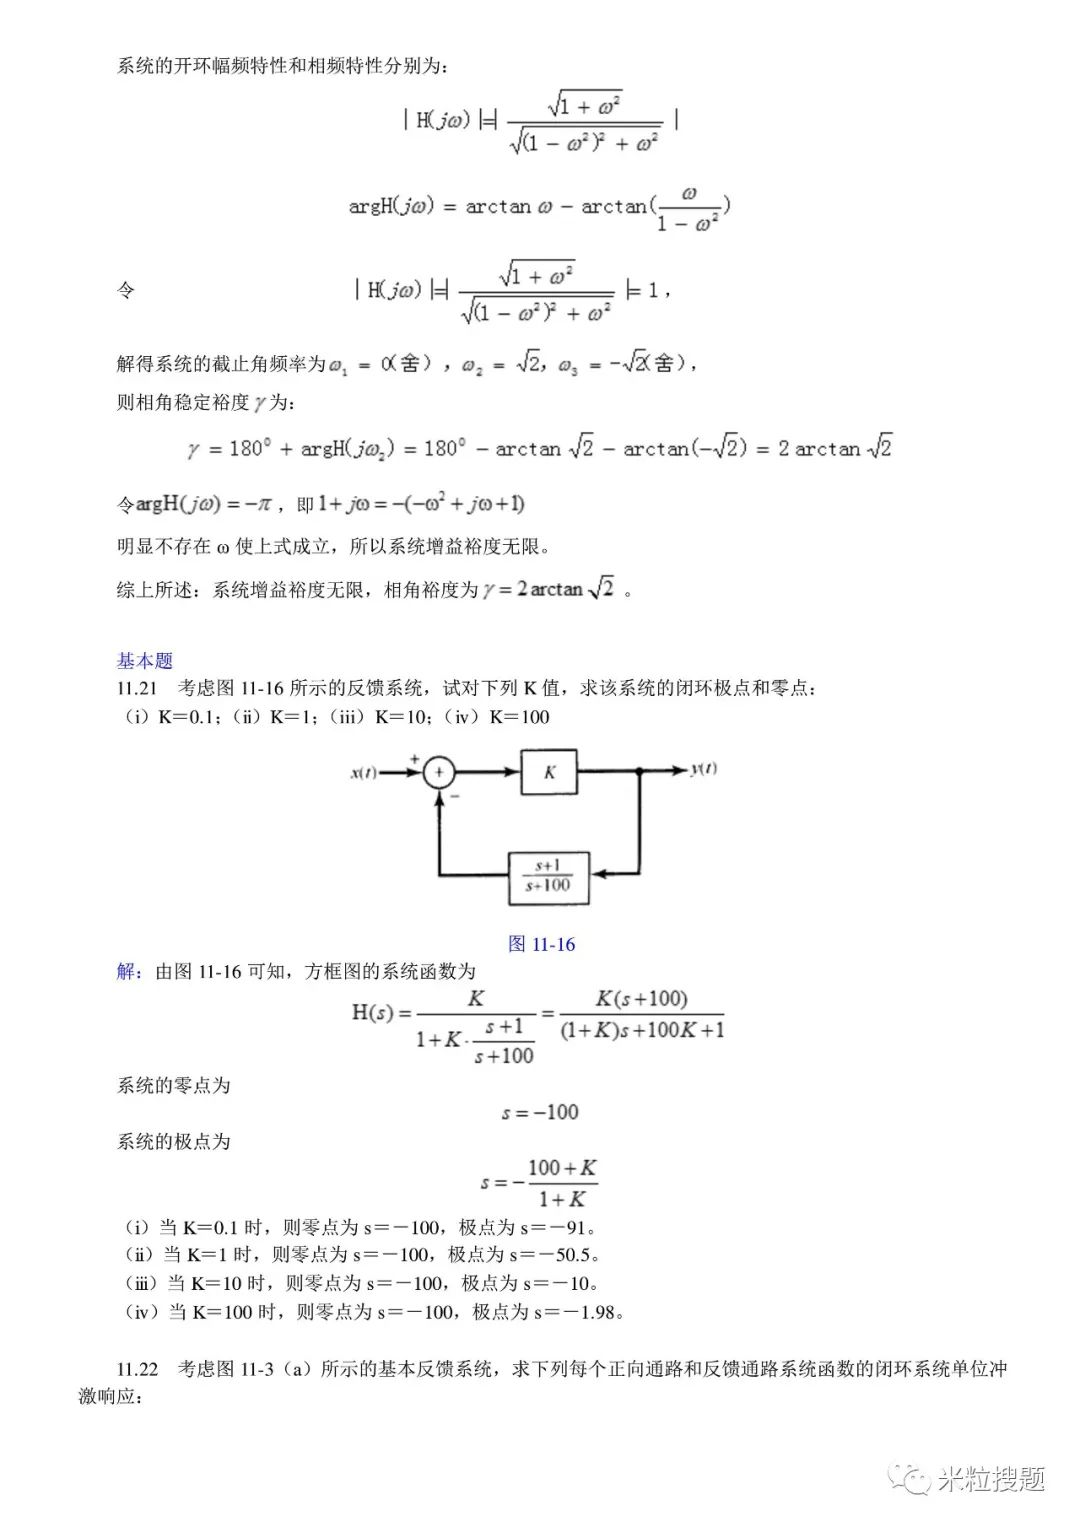 系统的开环幅频特性和相频特性分别为：
| H(jω) |=| √(1 + ω²) / √((1 − ω²)² + ω²) |
argH(jω) = arctan ω − arctan(ω / (1 − ω²))
令 | H(jω) |=| √(1 + ω²) / √((1 − ω²)² + ω²) |= 1，
解得系统的截止角频率为ω₁ = 0(舍)，ω₂ = √2，ω₃ = −√2(舍)，
则相角稳定裕度γ为：
γ = 180° + argH(jω₂) = 180° − arctan √2 − arctan(−√2) = 2 arctan √2
令argH(jω) = −π，即1+ jω = −(−ω² + jω +1)
明显不存在 ω 使上式成立，所以系统增益裕度无限。
综上所述：系统增益裕度无限，相角裕度为γ = 2 arctan √2 。
基本题
11.21 考虑图 11-16 所示的反馈系统，试对下列 K 值，求该系统的闭环极点和零点：
（ⅰ）K＝0.1；（ⅱ）K＝1；（ⅲ）K＝10；（ⅳ）K＝100
x(t) + + − K y(t)
s+1 / s+100
图 11-16
解：由图 11-16 可知，方框图的系统函数为
H(s) = K / (1+ K · (s+1)/(s+100)) = K(s+100) / ((1+K)s+100K+1)
系统的零点为
s = −100
系统的极点为
s = − (100+K) / (1+K)
（ⅰ）当 K＝0.1 时，则零点为 s＝－100，极点为 s＝－91。
（ⅱ）当 K＝1 时，则零点为 s＝－100，极点为 s＝－50.5。
（ⅲ）当 K＝10 时，则零点为 s＝－100，极点为 s＝－10。
（ⅳ）当 K＝100 时，则零点为 s＝－100，极点为 s＝－1.98。
11.22 考虑图 11-3（a）所示的基本反馈系统，求下列每个正向通路和反馈通路系统函数的闭环系统单位冲
激响应：
米粒搜题